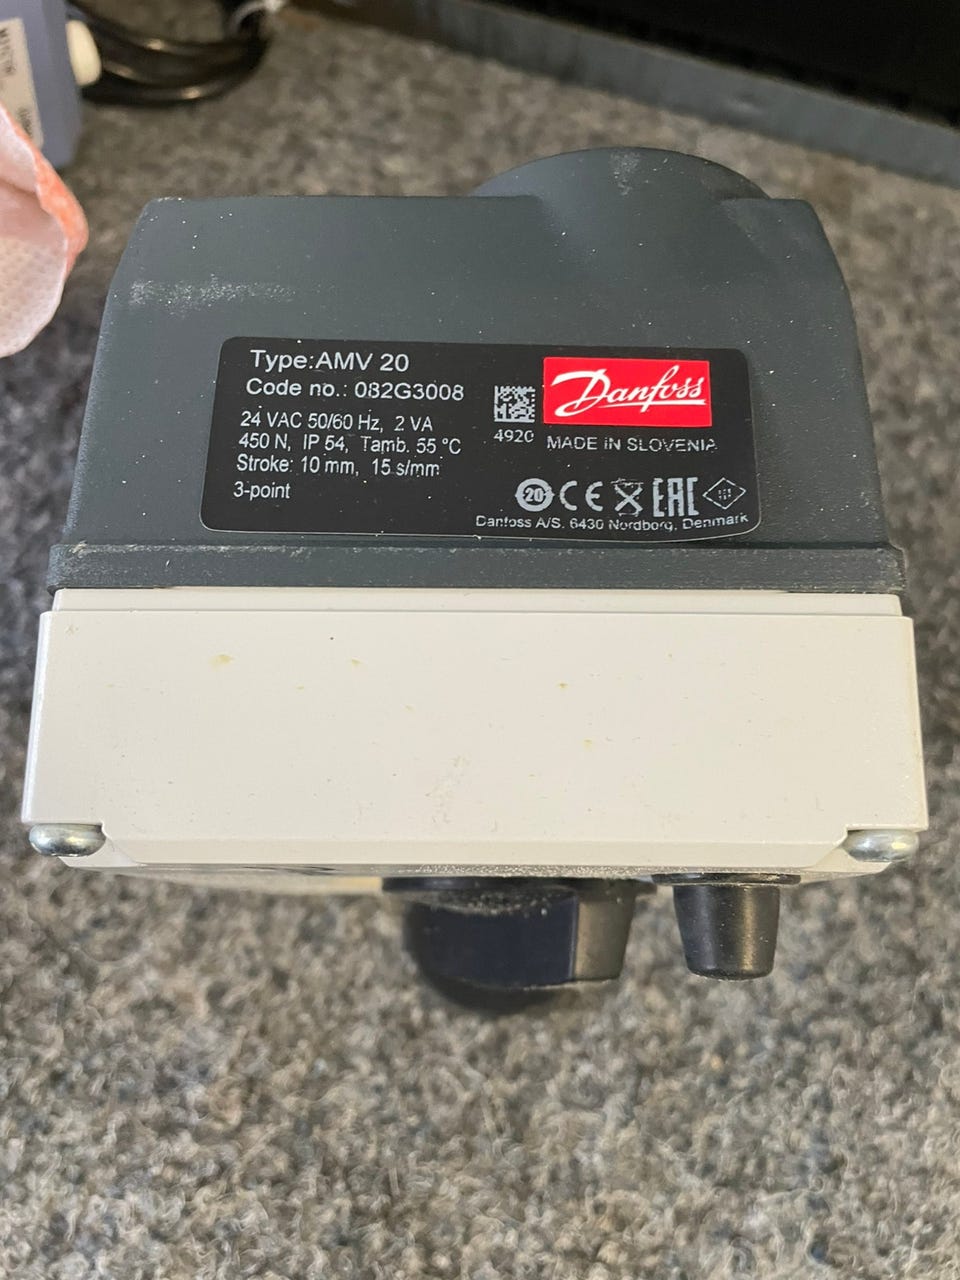 Type:AMV 20
Code no.: 082G3008
24 VAC 50/60 Hz, 2 VA
450 N, IP 54, Tamb. 55 °C
Stroke: 10 mm, 15 s/mm
3-point
Danfoss
4920
MADE IN SLOVENIA
20 CE EAC
Danfoss A/S, 6430 Nordborg, Denmark